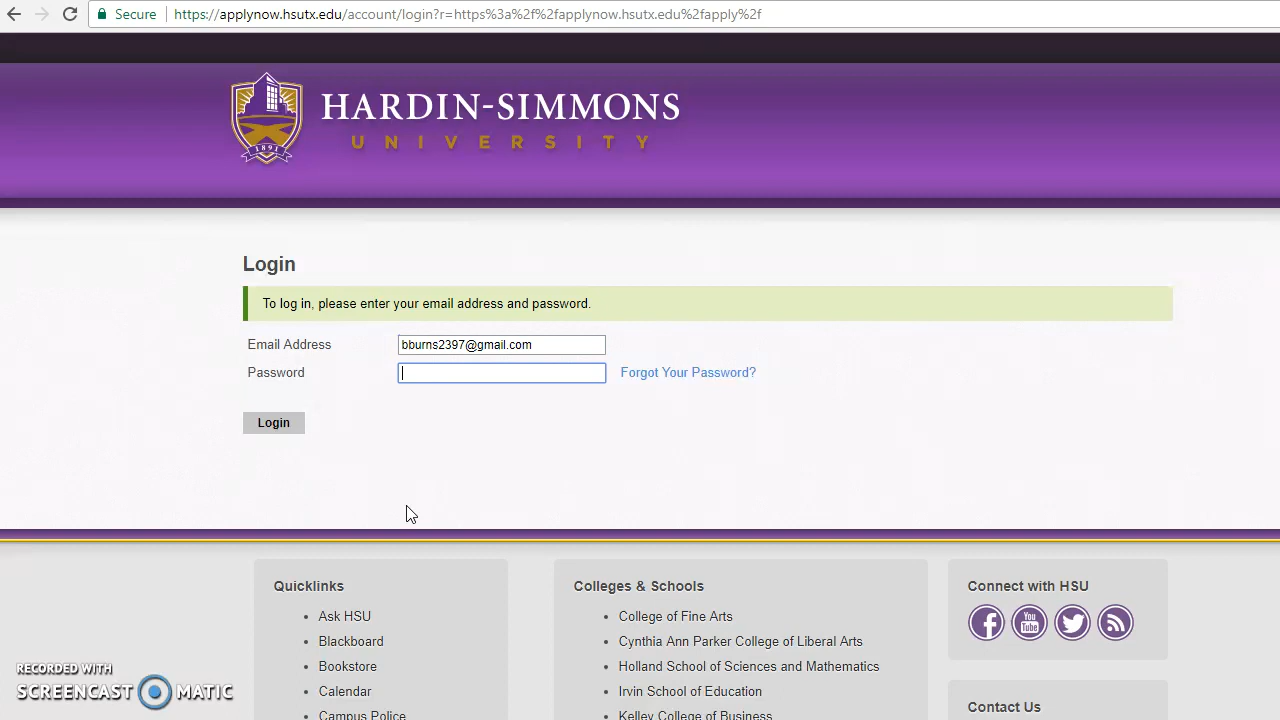 Secure https://applynow.hsutx.edu/account/login?r=https%3a%2f%2fapplynow.hsutx.edu%2fapply%2f
HARDIN-SIMMONS
UNIVERSITY
1891
Login
To log in, please enter your email address and password.
Email Address bburns2397@gmail.com
Password Forgot Your Password?
Login
Quicklinks
Ask HSU
Blackboard
Bookstore
Calendar
Campus Police
Colleges & Schools
College of Fine Arts
Cynthia Ann Parker College of Liberal Arts
Holland School of Sciences and Mathematics
Irvin School of Education
Kelley College of Business
Connect with HSU
You Tube
Contact Us
RECORDED WITH
SCREENCAST MATIC